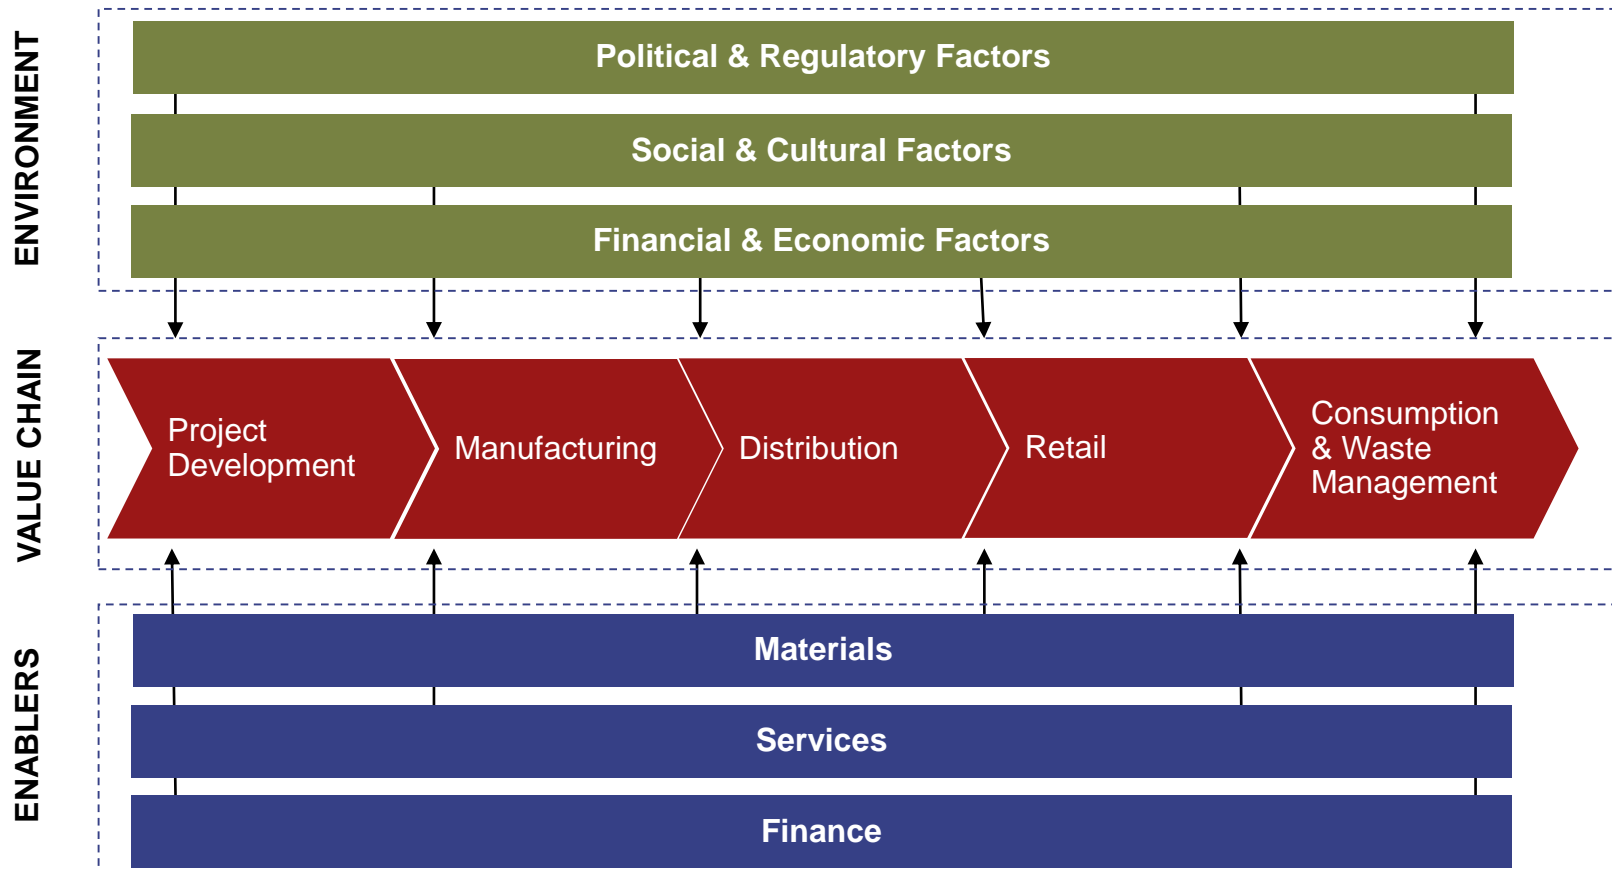 ENVIRONMENT
Political & Regulatory Factors
Social & Cultural Factors
Financial & Economic Factors
VALUE CHAIN
Project
Development
Manufacturing
Distribution
Retail
Consumption
& Waste
Management
ENABLERS
Materials
Services
Finance